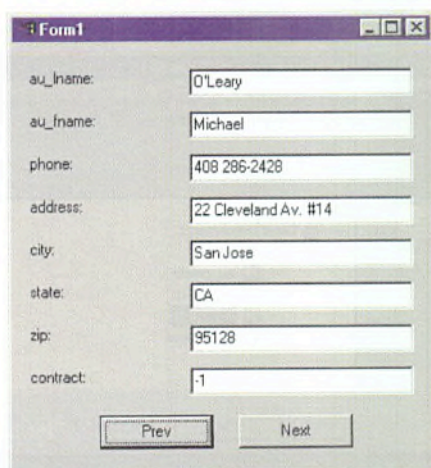 Form1
au_lname: O'Leary
au_fname: Michael
phone: 408 286-2428
address: 22 Cleveland Av. #14
city: San Jose
state: CA
zip: 95128
contract: -1
Prev Next